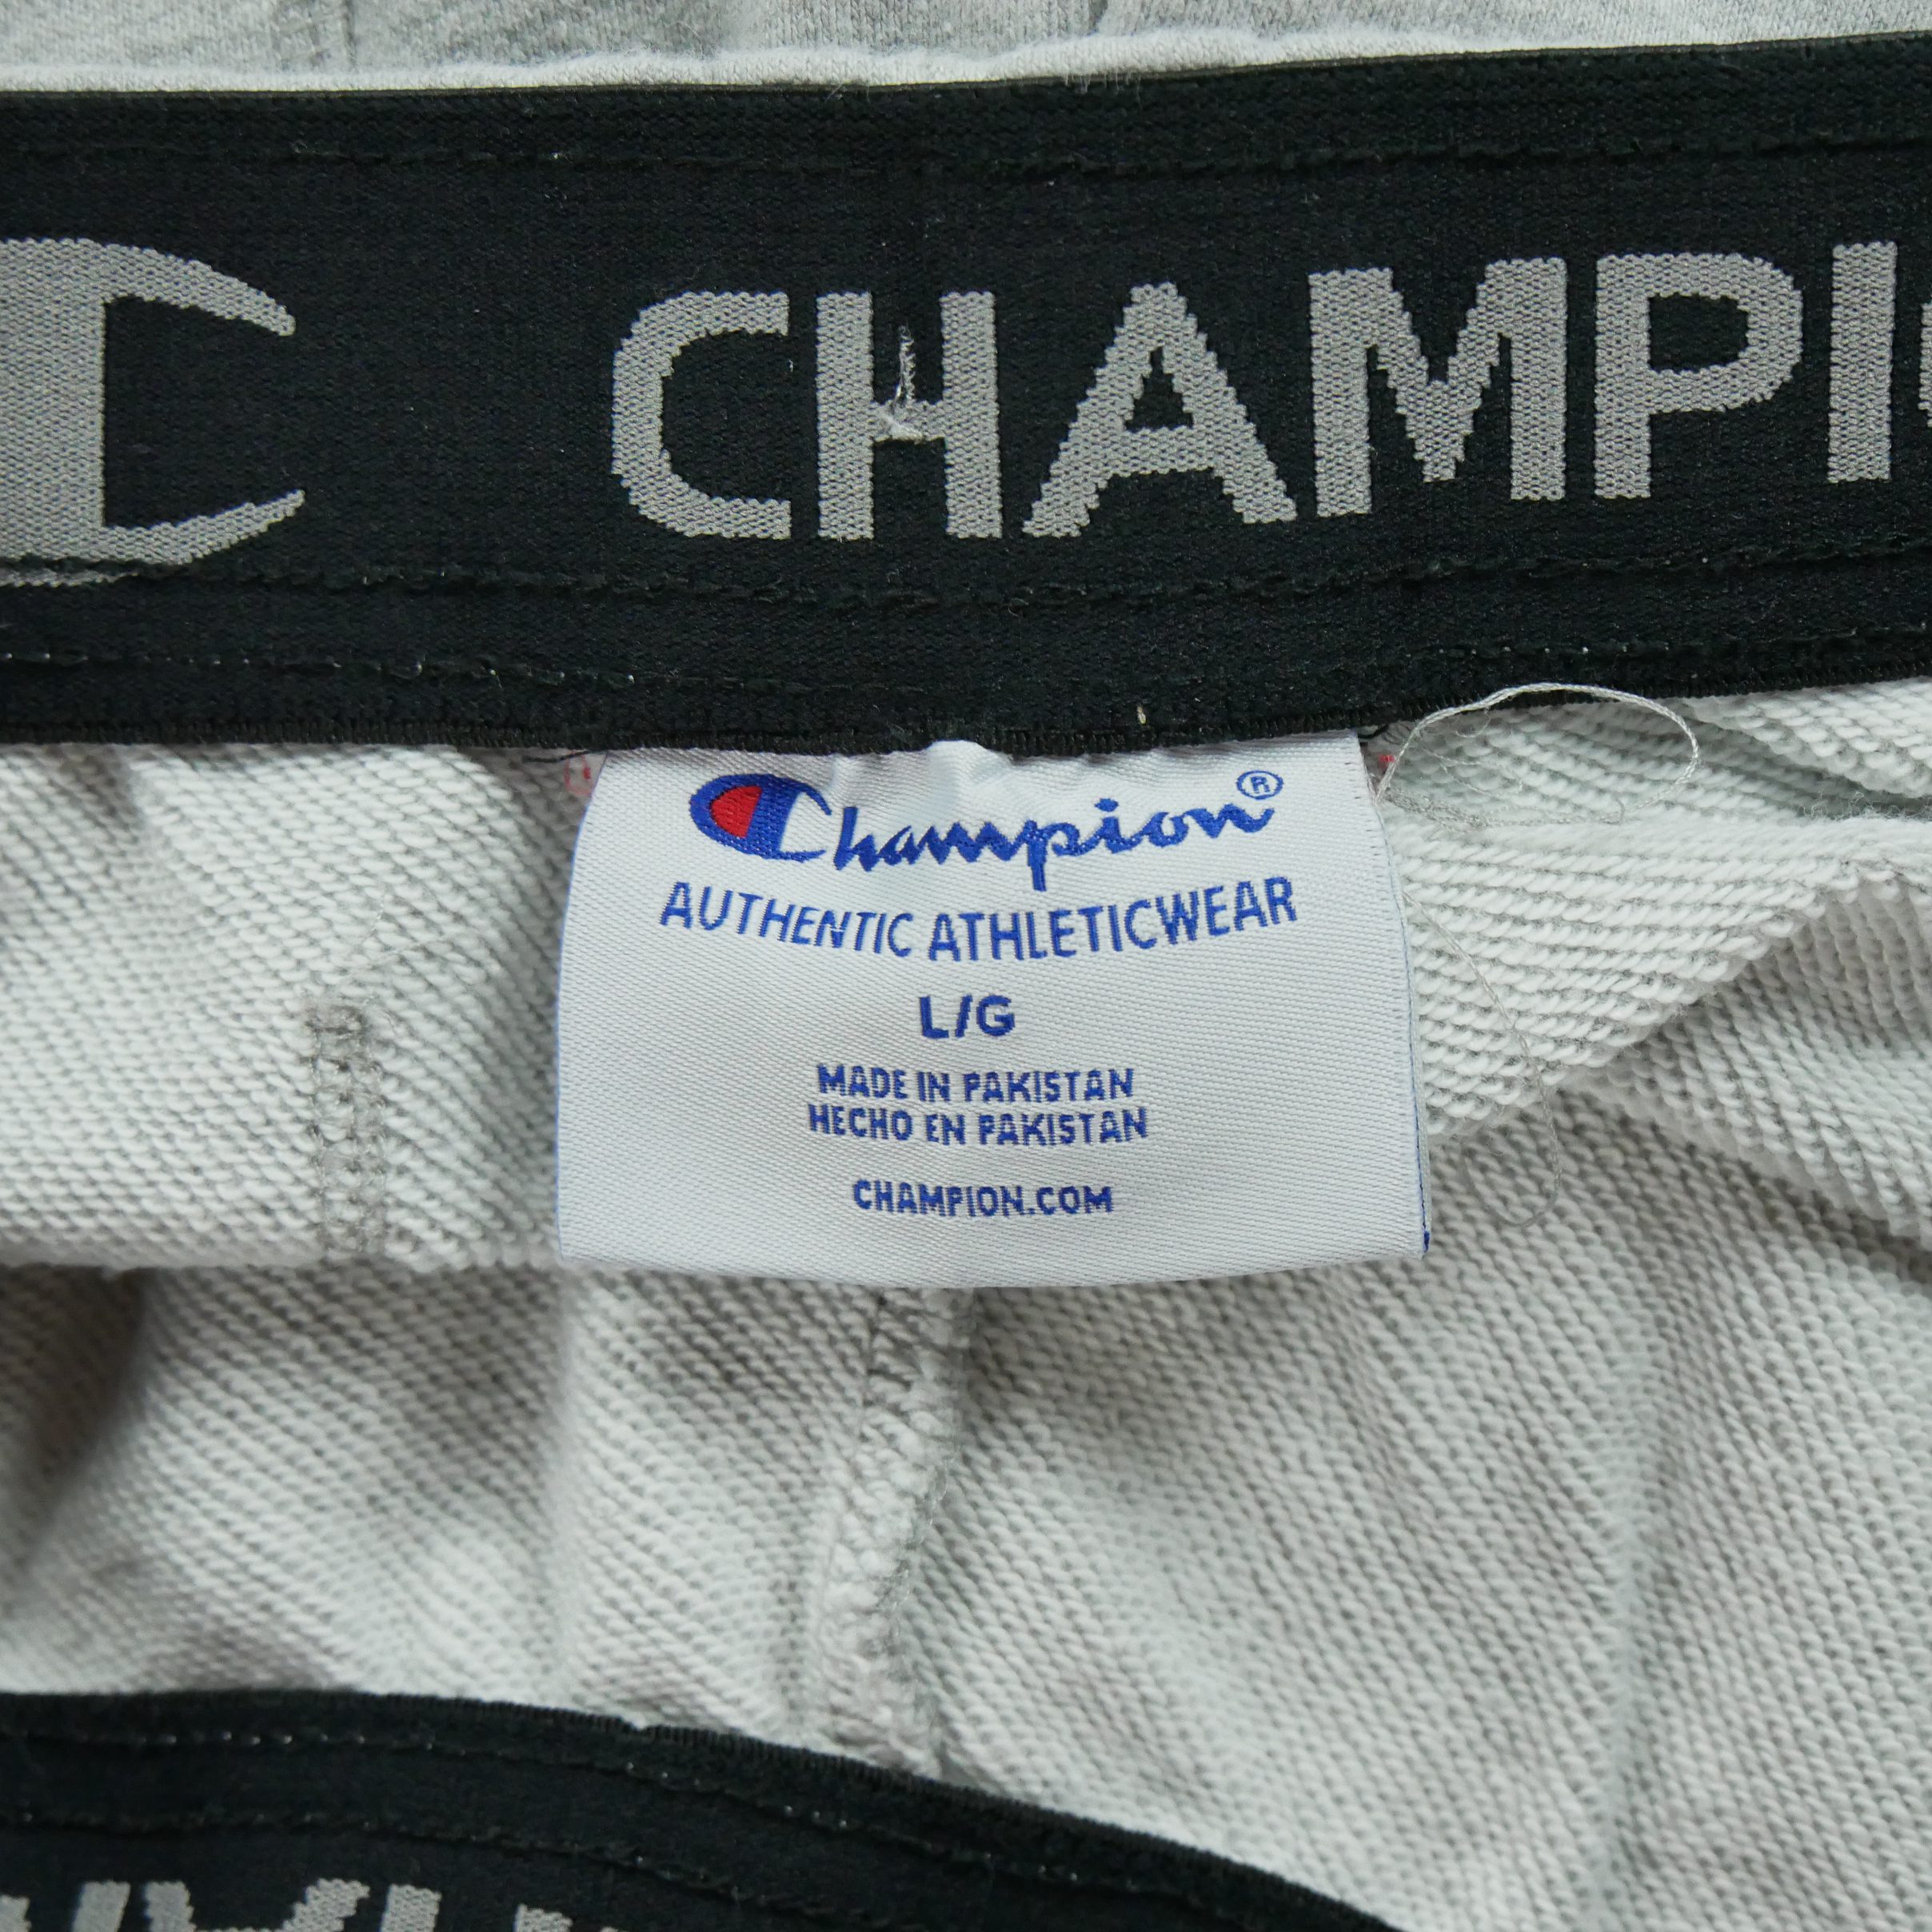 CHAMPI
Champion®
AUTHENTIC ATHLETICWEAR
L/G
MADE IN PAKISTAN
HECHO EN PAKISTAN
CHAMPION.COM